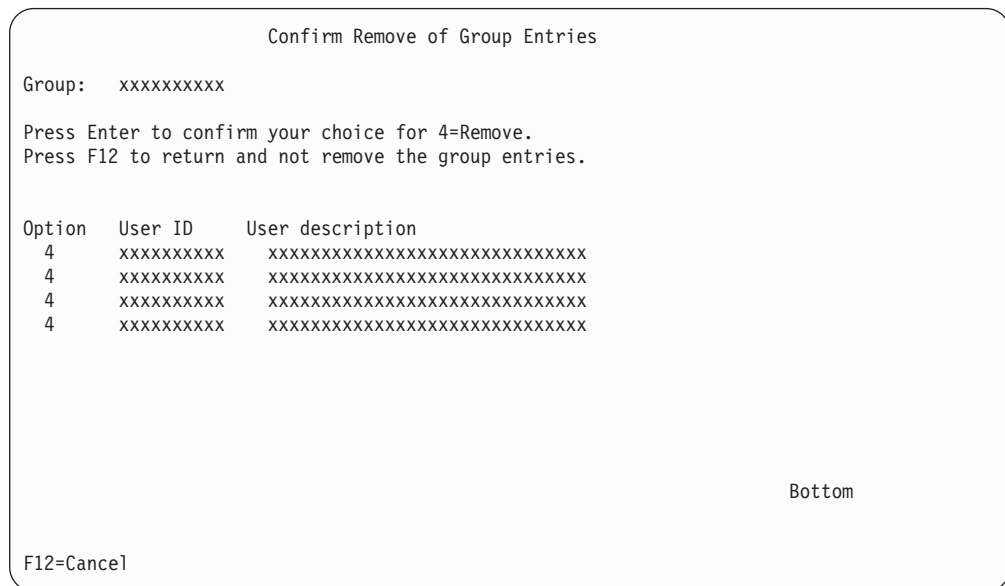 Confirm Remove of Group Entries
Group: xxxxxxxxxx
Press Enter to confirm your choice for 4=Remove.
Press F12 to return and not remove the group entries.
Option User ID User description
4 xxxxxxxxxx xxxxxxxxxxxxxxxxxxxxxxxxxxxxxx
4 xxxxxxxxxx xxxxxxxxxxxxxxxxxxxxxxxxxxxxxx
4 xxxxxxxxxx xxxxxxxxxxxxxxxxxxxxxxxxxxxxxx
4 xxxxxxxxxx xxxxxxxxxxxxxxxxxxxxxxxxxxxxxx
Bottom
F12=Cancel